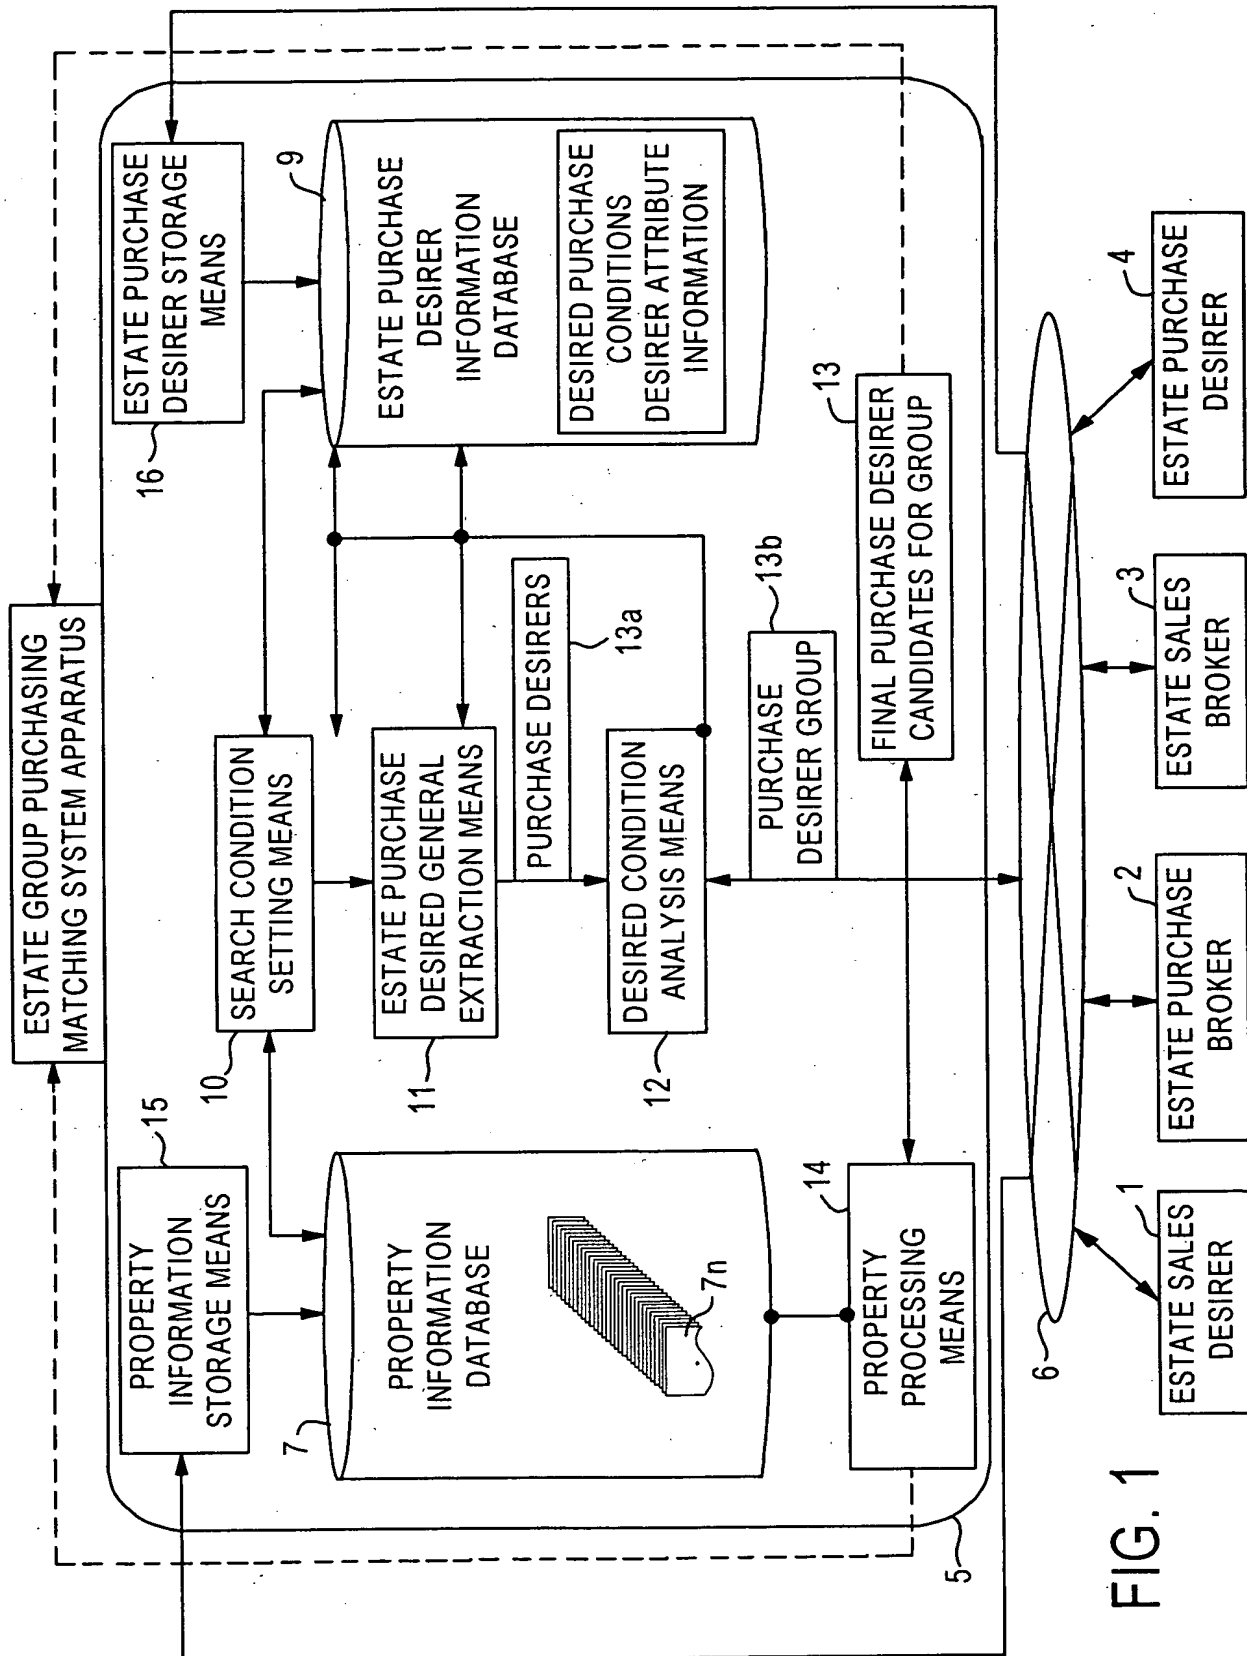 ESTATE GROUP PURCHASING
MATCHING SYSTEM APPARATUS
15
PROPERTY
INFORMATION
STORAGE MEANS
10
SEARCH CONDITION
SETTING MEANS
16
ESTATE PURCHASE
DESIRER STORAGE
MEANS
7
PROPERTY
INFORMATION
DATABASE
7n
11
ESTATE PURCHASE
DESIRED GENERAL
EXTRACTION MEANS
PURCHASE DESIRERS
13a
12
DESIRED CONDITION
ANALYSIS MEANS
9
ESTATE PURCHASE
DESIRER
INFORMATION
DATABASE
DESIRED PURCHASE
CONDITIONS
DESIRER ATTRIBUTE
INFORMATION
PURCHASE
DESIRER GROUP
13b
14
PROPERTY
PROCESSING
MEANS
13
FINAL PURCHASE DESIRER
CANDIDATES FOR GROUP
5
6
1
ESTATE SALES
DESIRER
2
ESTATE PURCHASE
BROKER
3
ESTATE SALES
BROKER
4
ESTATE PURCHASE
DESIRER
FIG. 1